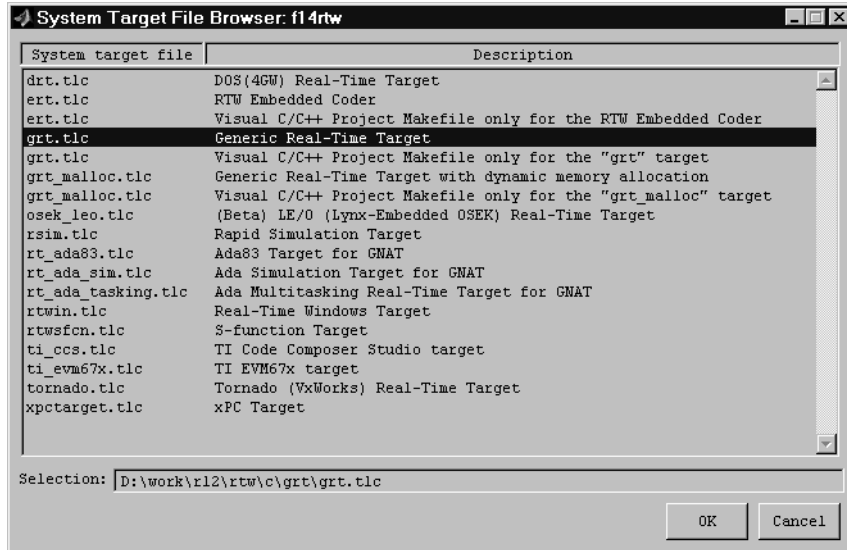 System Target File Browser: f14rtw
System target file Description
drt.tlc DOS(4GW) Real-Time Target
ert.tlc RTW Embedded Coder
ert.tlc Visual C/C++ Project Makefile only for the RTW Embedded Coder
grt.tlc Generic Real-Time Target
grt.tlc Visual C/C++ Project Makefile only for the "grt" target
grt_malloc.tlc Generic Real-Time Target with dynamic memory allocation
grt_malloc.tlc Visual C/C++ Project Makefile only for the "grt_malloc" target
osek_leo.tlc (Beta) LE/O (Lynx-Embedded OSEK) Real-Time Target
rsim.tlc Rapid Simulation Target
rt_ada83.tlc Ada83 Target for GNAT
rt_ada_sim.tlc Ada Simulation Target for GNAT
rt_ada_tasking.tlc Ada Multitasking Real-Time Target for GNAT
rtwin.tlc Real-Time Windows Target
rtwsfcn.tlc S-function Target
ti_ccs.tlc TI Code Composer Studio target
ti_evm67x.tlc TI EVM67x target
tornado.tlc Tornado (VxWorks) Real-Time Target
xpctarget.tlc xPC Target
Selection: D:\work\r12\rtw\c\grt\grt.tlc
OK Cancel